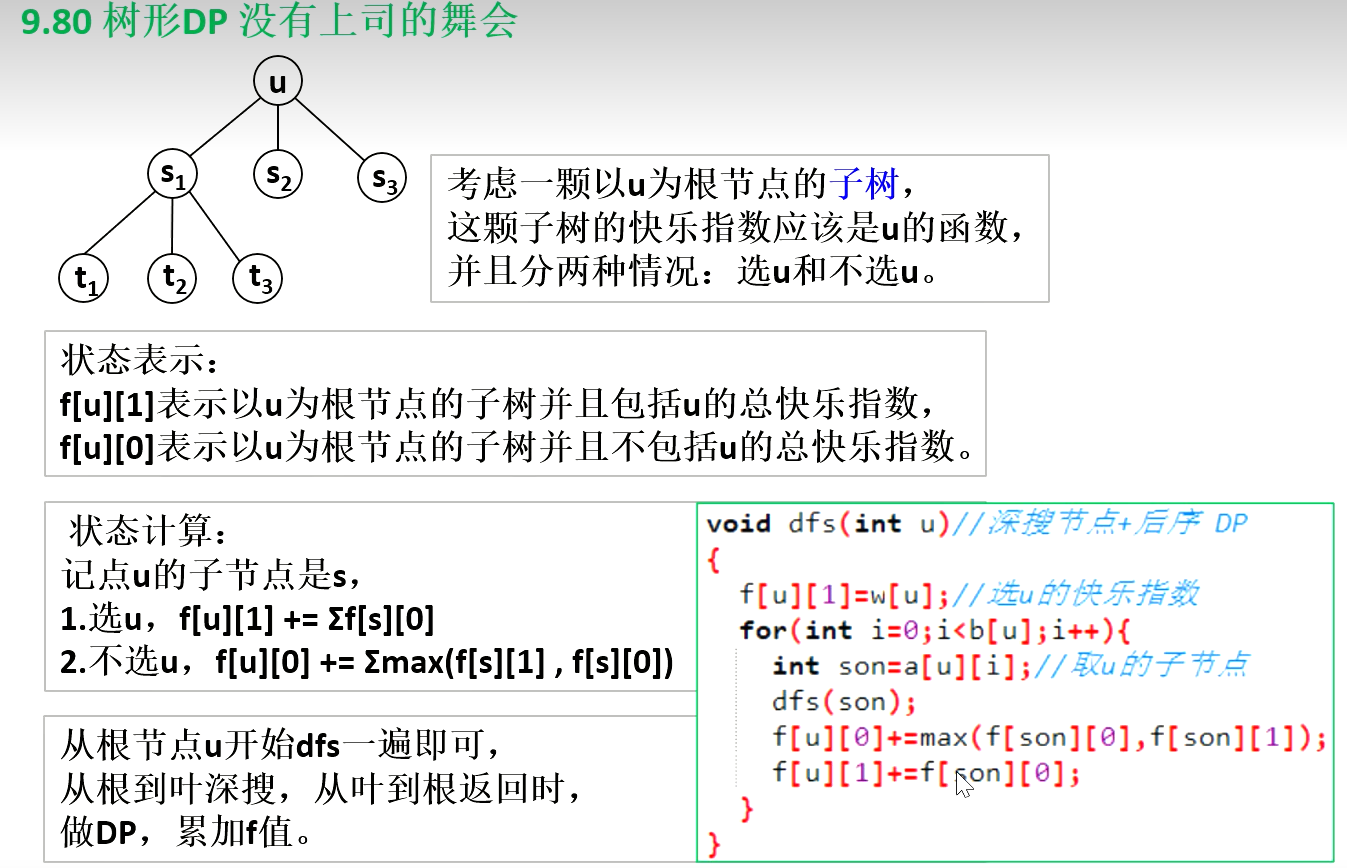 9.80 树形DP 没有上司的舞会
u
s1
s2
s3
t1
t2
t3
考虑一颗以u为根节点的子树，
这颗子树的快乐指数应该是u的函数，
并且分两种情况：选u和不选u。
状态表示：
f[u][1]表示以u为根节点的子树并且包括u的总快乐指数，
f[u][0]表示以u为根节点的子树并且不包括u的总快乐指数。
状态计算：
记点u的子节点是s，
1.选u，f[u][1] += Σf[s][0]
2.不选u，f[u][0] += Σmax(f[s][1] , f[s][0])
从根节点u开始dfs一遍即可，
从根到叶深搜，从叶到根返回时，
做DP，累加f值。
void dfs(int u)//深搜节点+后序 DP
{
f[u][1]=w[u];//选u的快乐指数
for(int i=0;i<b[u];i++){
int son=a[u][i];//取u的子节点
dfs(son);
f[u][0]+=max(f[son][0],f[son][1]);
f[u][1]+=f[son][0];
}
}